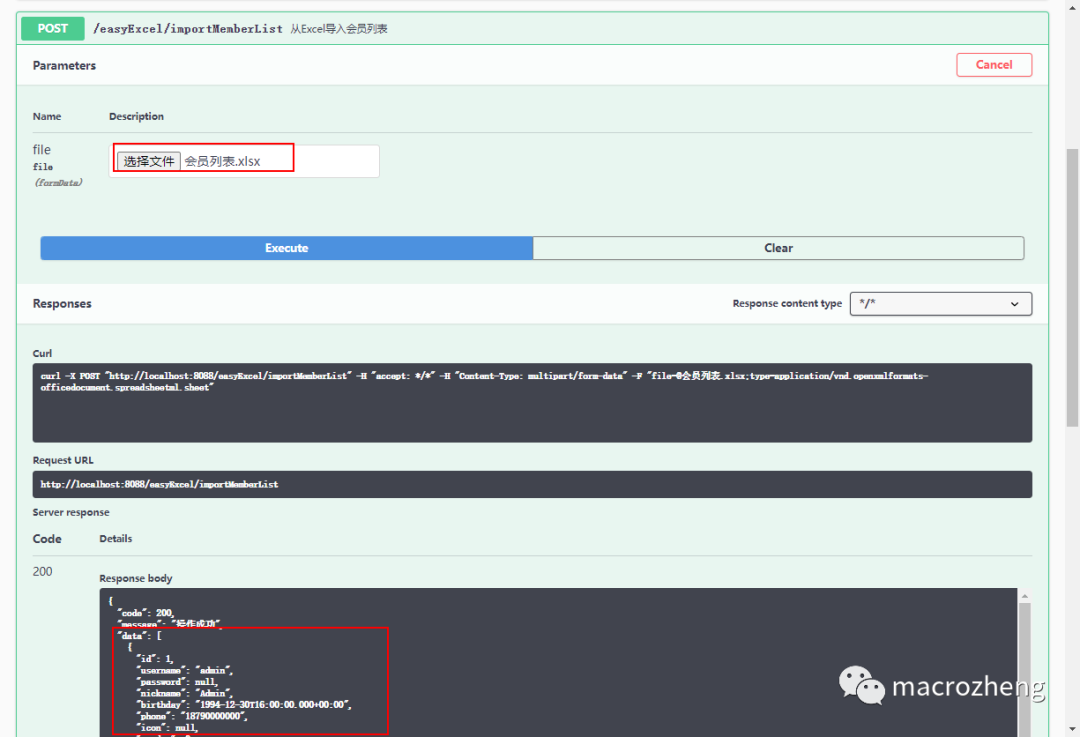 POST /easyExcel/importMemberList 从Excel导入会员列表
Parameters
Cancel
Name Description
file
file
(formData)
选择文件 会员列表.xlsx
Execute Clear
Responses
Response content type */*
Curl
curl -X POST "http://localhost:8088/easyExcel/importMemberList" -H "accept: */*" -H "Content-Type: multipart/form-data" -F "file=@会员列表.xlsx;type=application/vnd.openxmlformats-
officedocument.spreadsheetml.sheet"
Request URL
http://localhost:8088/easyExcel/importMemberList
Server response
Code Details
200
Response body
{
"code": 200,
"message": "操作成功",
"data": [
{
"id": 1,
"username": "admin",
"password": null,
"nickname": "Admin",
"birthday": "1994-12-30T16:00:00.000+00:00",
"phone": "18790000000",
"icon": null,
macrozheng